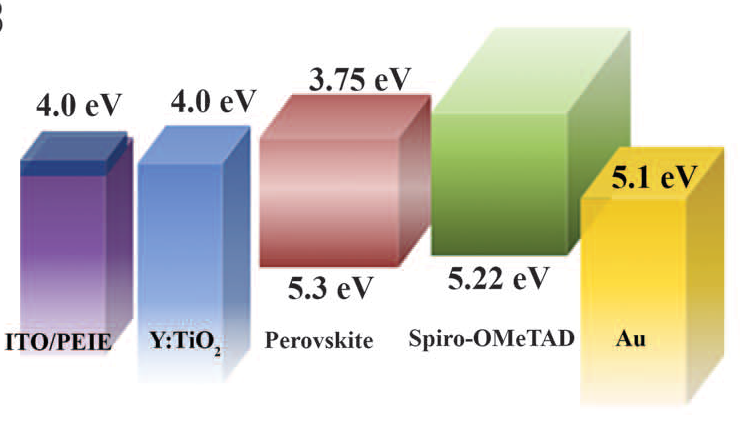 4.0 eV
4.0 eV
3.75 eV
5.1 eV
5.3 eV
5.22 eV
ITO/PEIE
Y:TiO₂
Perovskite
Spiro-OMeTAD
Au